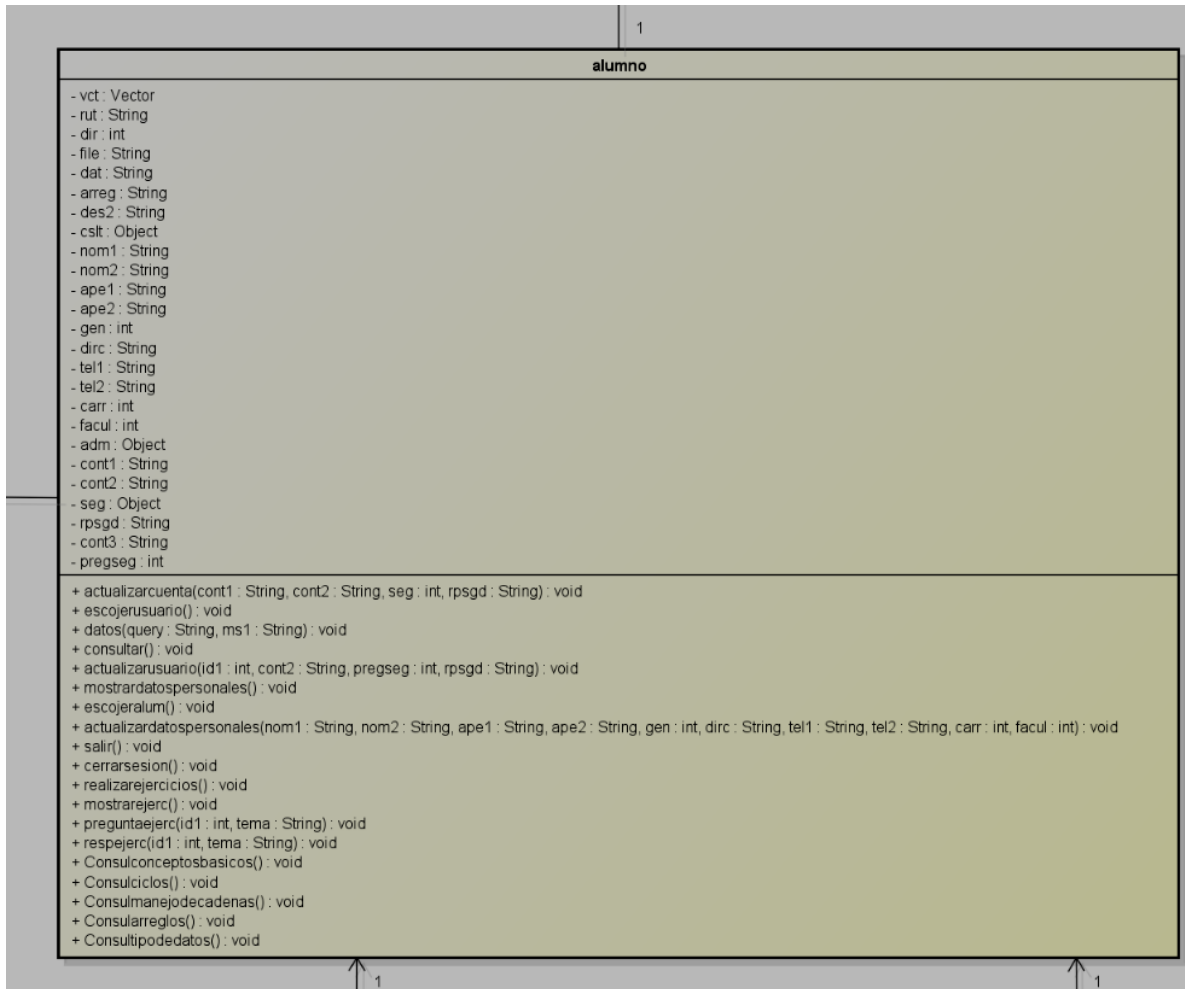 1
alumno
- vct : Vector
- rut : String
- dir : int
- file : String
- dat : String
- arreg : String
- des2 : String
- cslt : Object
- nom1 : String
- nom2 : String
- ape1 : String
- ape2 : String
- gen : int
- dirc : String
- tel1 : String
- tel2 : String
- carr : int
- facul : int
- adm : Object
- cont1 : String
- cont2 : String
- seg : Object
- rpsgd : String
- cont3 : String
- pregseg : int
+ actualizarcuenta(cont1 : String, cont2 : String, seg : int, rpsgd : String) : void
+ escojerusuario() : void
+ datos(query : String, ms1 : String) : void
+ consultar() : void
+ actualizarusuario(id1 : int, cont2 : String, pregseg : int, rpsgd : String) : void
+ mostrardatospersonales() : void
+ escojeralum() : void
+ actualizardatospersonales(nom1 : String, nom2 : String, ape1 : String, ape2 : String, gen : int, dirc : String, tel1 : String, tel2 : String, carr : int, facul : int) : void
+ salir() : void
+ cerrarsesion() : void
+ realizarejercicios() : void
+ mostrarejerc() : void
+ preguntaejerc(id1 : int, tema : String) : void
+ respejerc(id1 : int, tema : String) : void
+ Consulconceptosbasicos() : void
+ Consulciclos() : void
+ Consulmanejodecadenas() : void
+ Consularreglos() : void
+ Consultipodedatos() : void
1 1